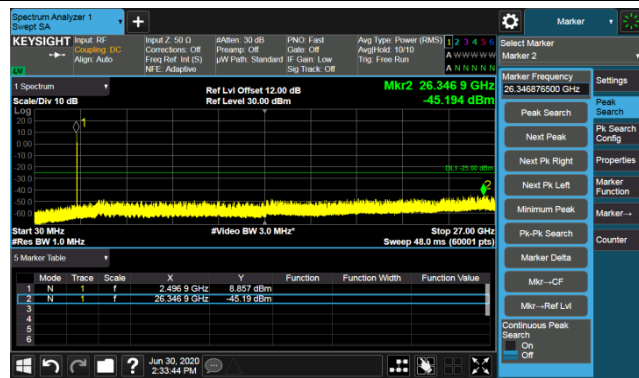 Spectrum Analyzer 1
Swept SA
Marker
KEYSIGHT
Input: RF
Coupling: DC
Align: Auto
Input Z: 50 Ω
Corrections: Off
Freq Ref: Int (S)
NFE: Adaptive
#Atten: 30 dB
Preamp: Off
µW Path: Standard
PNO: Fast
Gate: Off
IF Gain: Low
Sig Track: Off
Avg Type: Power (RMS)
Avg|Hold: 10/10
Trig: Free Run
1 2 3 4 5 6
A W W W W W
A N N N N N
LXI
1 Spectrum
Scale/Div 10 dB
Ref Lvl Offset 12.00 dB
Ref Level 30.00 dBm
Mkr2 26.346 9 GHz
-45.194 dBm
Log
20.0
10.0
0.00
-10.0
-20.0
-30.0
-40.0
-50.0
-60.0
1
DL1 -25.00 dBm
2
Start 30 MHz
#Video BW 3.0 MHz*
Stop 27.00 GHz
#Res BW 1.0 MHz
Sweep 48.0 ms (60001 pts)
5 Marker Table
Mode Trace Scale X Y Function Function Width Function Value
1 N 1 f 2.496 9 GHz 8.857 dBm
2 N 1 f 26.346 9 GHz -45.19 dBm
3
4
5
6
Jun 30, 2020
2:33:44 PM
?
Select Marker
Marker 2
Marker Frequency
26.346876500 GHz
Peak Search
Next Peak
Next Pk Right
Next Pk Left
Minimum Peak
Pk-Pk Search
Marker Delta
Mkr→CF
Mkr→Ref Lvl
Continuous Peak
Search
On
Off
Settings
Peak
Search
Pk Search
Config
Properties
Marker
Function
Marker→
Counter